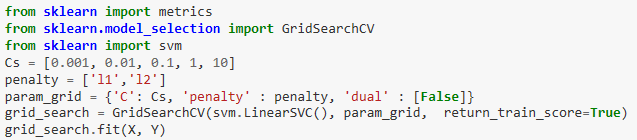 from sklearn import metrics
from sklearn.model_selection import GridSearchCV
from sklearn import svm
Cs = [0.001, 0.01, 0.1, 1, 10]
penalty = ['l1','l2']
param_grid = {'C': Cs, 'penalty' : penalty, 'dual' : [False]}
grid_search = GridSearchCV(svm.LinearSVC(), param_grid,  return_train_score=True)
grid_search.fit(X, Y)